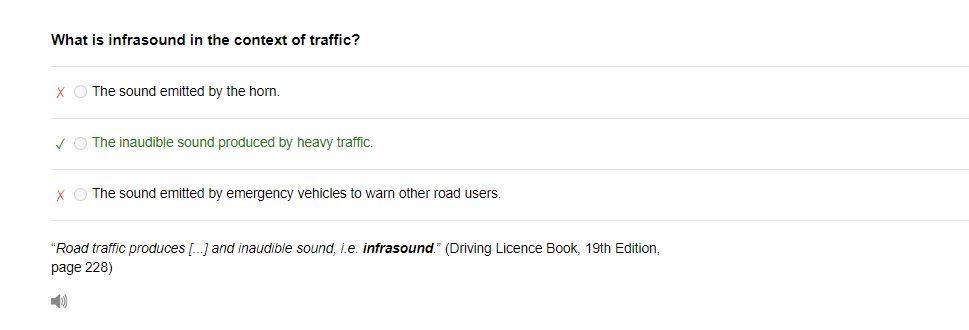 What is infrasound in the context of traffic?
✗ The sound emitted by the horn.
✓ The inaudible sound produced by heavy traffic.
✗ The sound emitted by emergency vehicles to warn other road users.
“Road traffic produces [...] and inaudible sound, i.e. infrasound.” (Driving Licence Book, 19th Edition,
page 228)